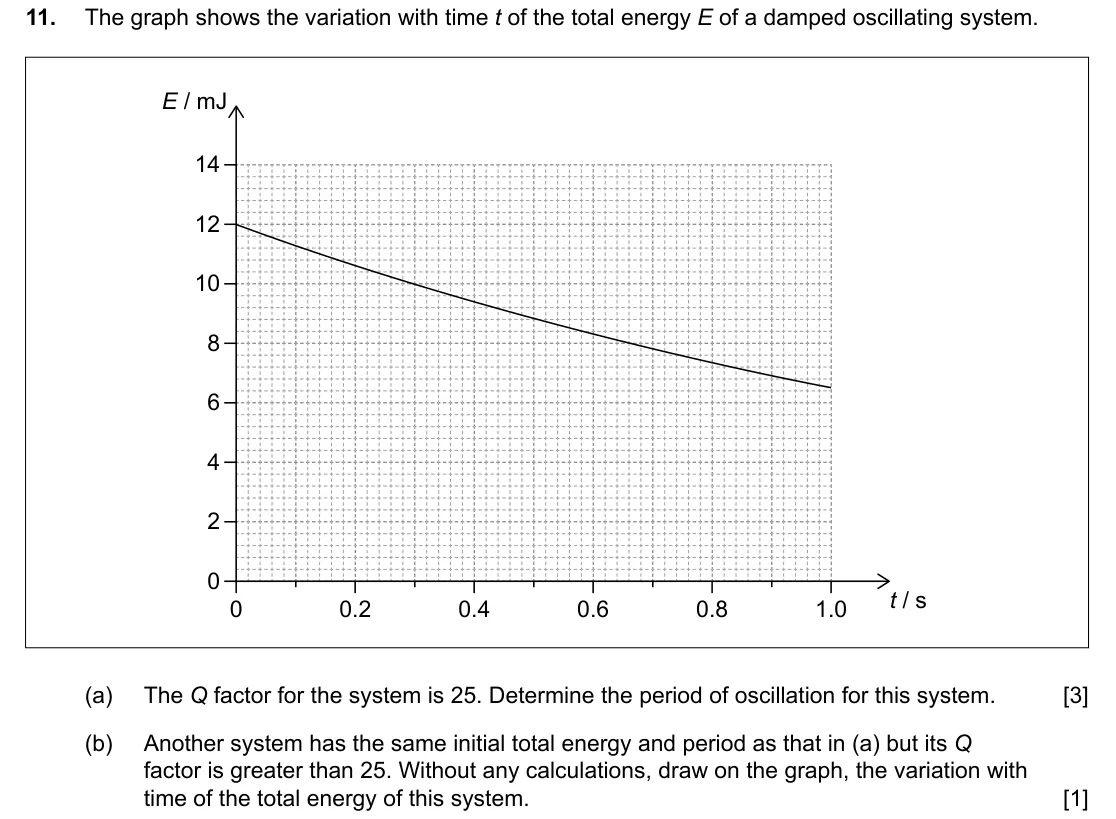 11. The graph shows the variation with time t of the total energy E of a damped oscillating system.
E / mJ
14
12
10
8
6
4
2
0
0 0.2 0.4 0.6 0.8 1.0
t / s
(a) The Q factor for the system is 25. Determine the period of oscillation for this system. [3]
(b) Another system has the same initial total energy and period as that in (a) but its Q
factor is greater than 25. Without any calculations, draw on the graph, the variation with
time of the total energy of this system. [1]